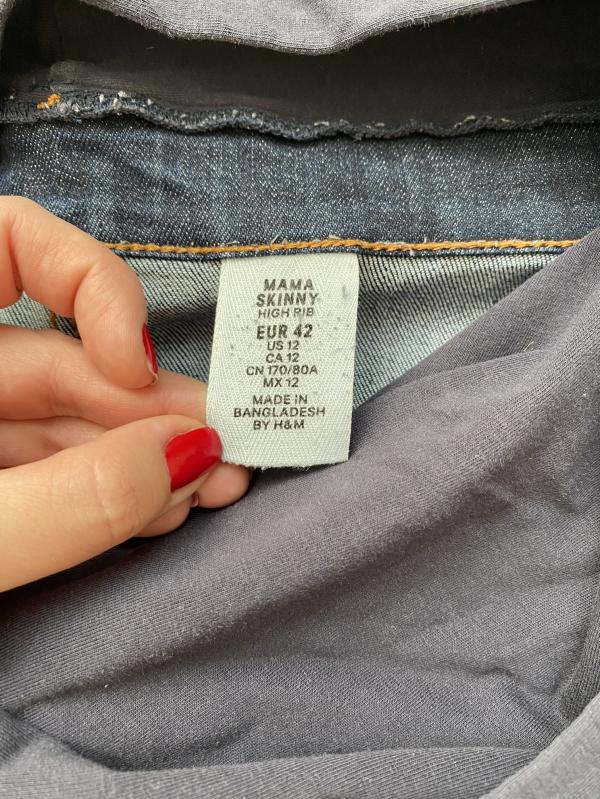 MAMA
SKINNY
HIGH RIB
EUR 42
US 12
CA 12
CN 170/80A
MX 12
MADE IN
BANGLADESH
BY H&M